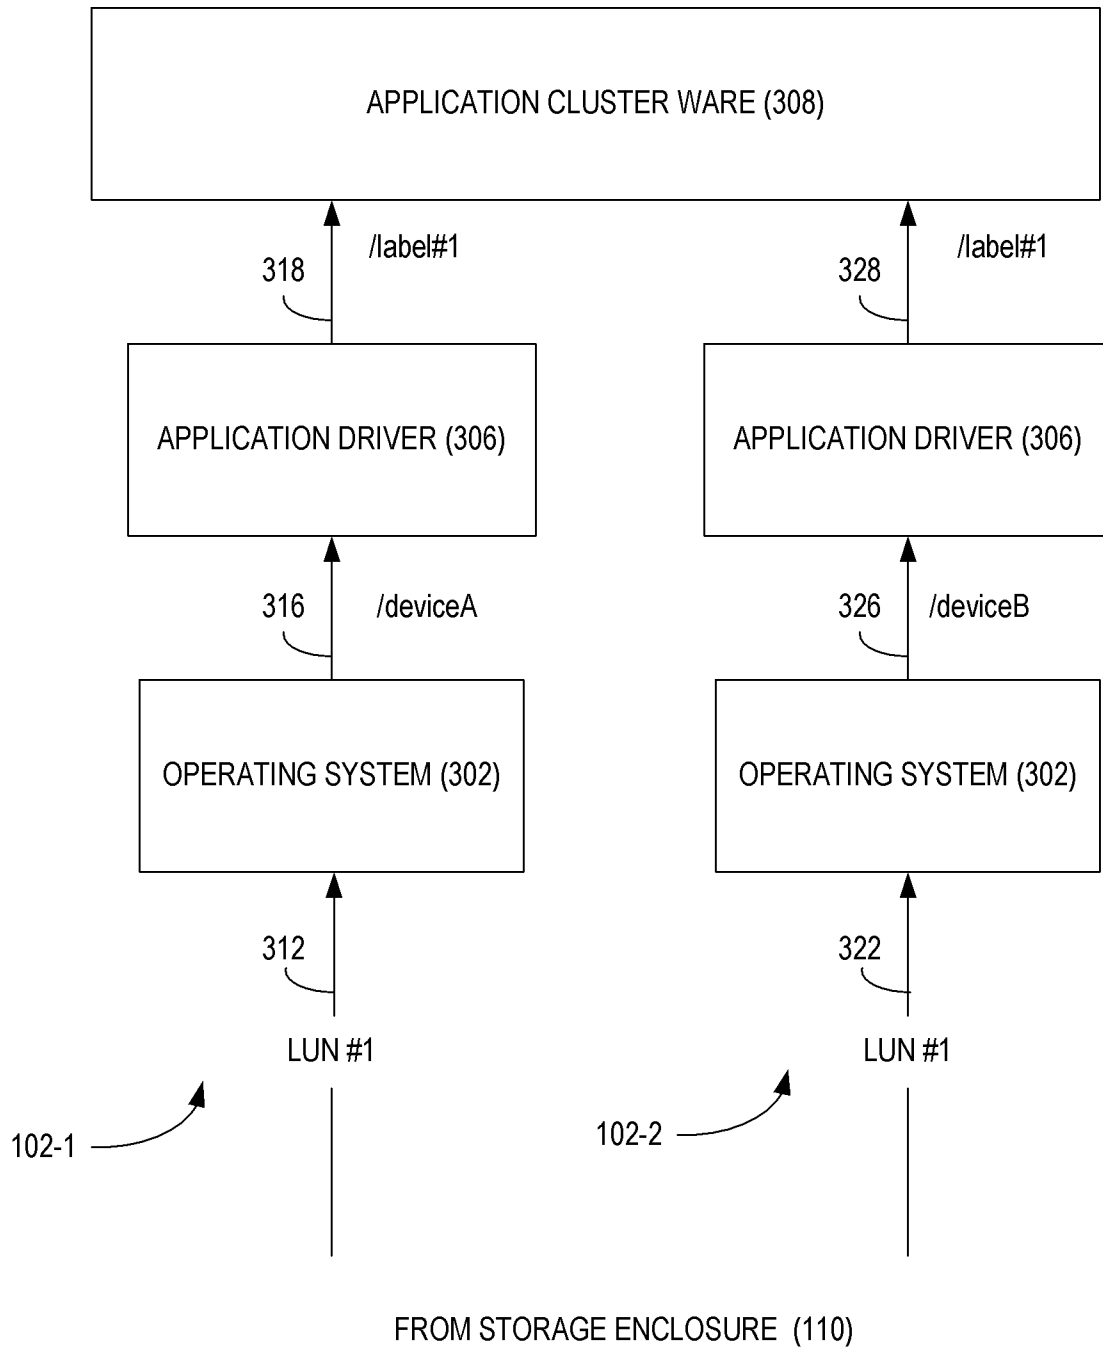 APPLICATION CLUSTER WARE (308)
/label#1
/label#1
318
328
APPLICATION DRIVER (306)
APPLICATION DRIVER (306)
316
/deviceA
326
/deviceB
OPERATING SYSTEM (302)
OPERATING SYSTEM (302)
312
322
LUN #1
LUN #1
102-1
102-2
FROM STORAGE ENCLOSURE (110)